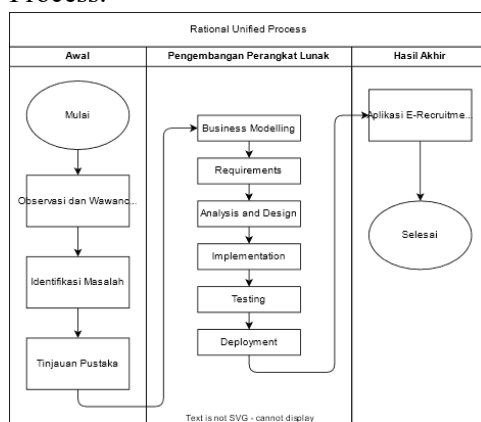 Process.
Rational Unified Process
Awal
Pengembangan Perangkat Lunak
Hasil Akhir
Mulai
Observasi dan Wawanc...
Identifikasi Masalah
Tinjauan Pustaka
Business Modelling
Requirements
Analysis and Design
Implementation
Testing
Deployment
Aplikasi E-Recruitme...
Selesai
Text is not SVG - cannot display